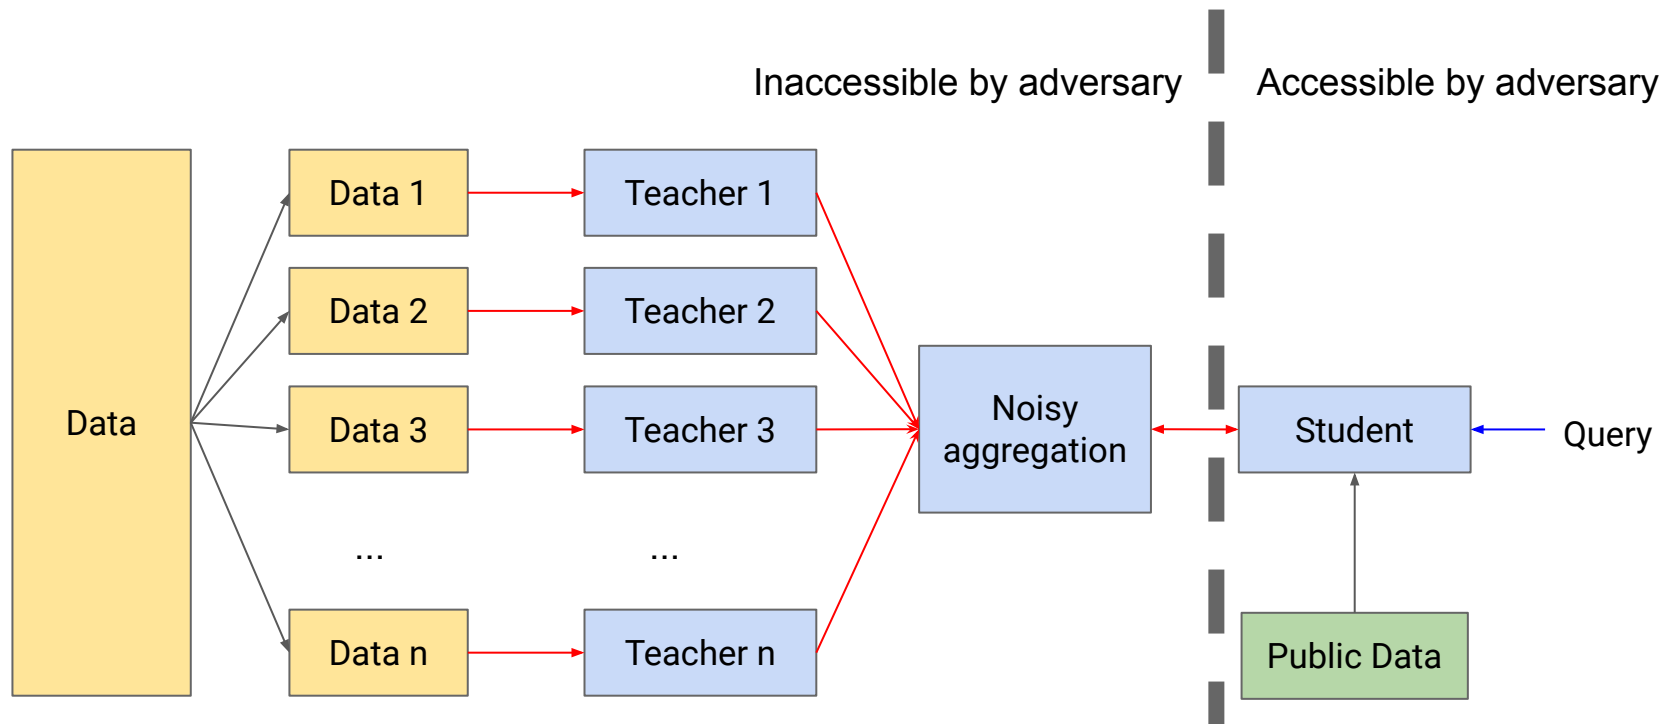 Inaccessible by adversary
Accessible by adversary
Data
Data 1
Teacher 1
Data 2
Teacher 2
Data 3
Teacher 3
...
...
Data n
Teacher n
Noisy
aggregation
Student
Query
Public Data